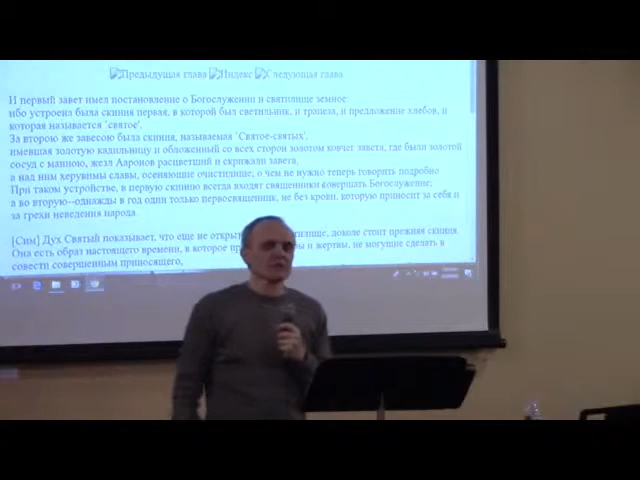 Предыдущая глава Индекс Следующая глава
И первый завет имел постановление о Богослужении и святилище земное:
ибо устроена была скиния первая, в которой был светильник, и трапеза, и предложение хлебов, и
которая называется 'святое'.
За второю же завесою была скиния, называемая 'Святое-святых',
имевшая золотую кадильницу и обложенный со всех сторон золотом ковчег завета, где были золотой
сосуд с манною, жезл Ааронов расцветший и скрижали завета,
а над ним херувимы славы, осеняющие очистилище; о чем не нужно теперь говорить подробно
При таком устройстве, в первую скинию всегда входят священники совершать Богослужение;
а во вторую--однажды в год один только первосвященник, не без крови, которую приносит за себя и
за грехи неведения народа.
[Сим] Дух Святый показывает, что еще не открыт доколе стоит прежняя скиния.
Она есть образ настоящего времени, в которое и жертвы, не могущие сделать в
совести совершенным приносящего,